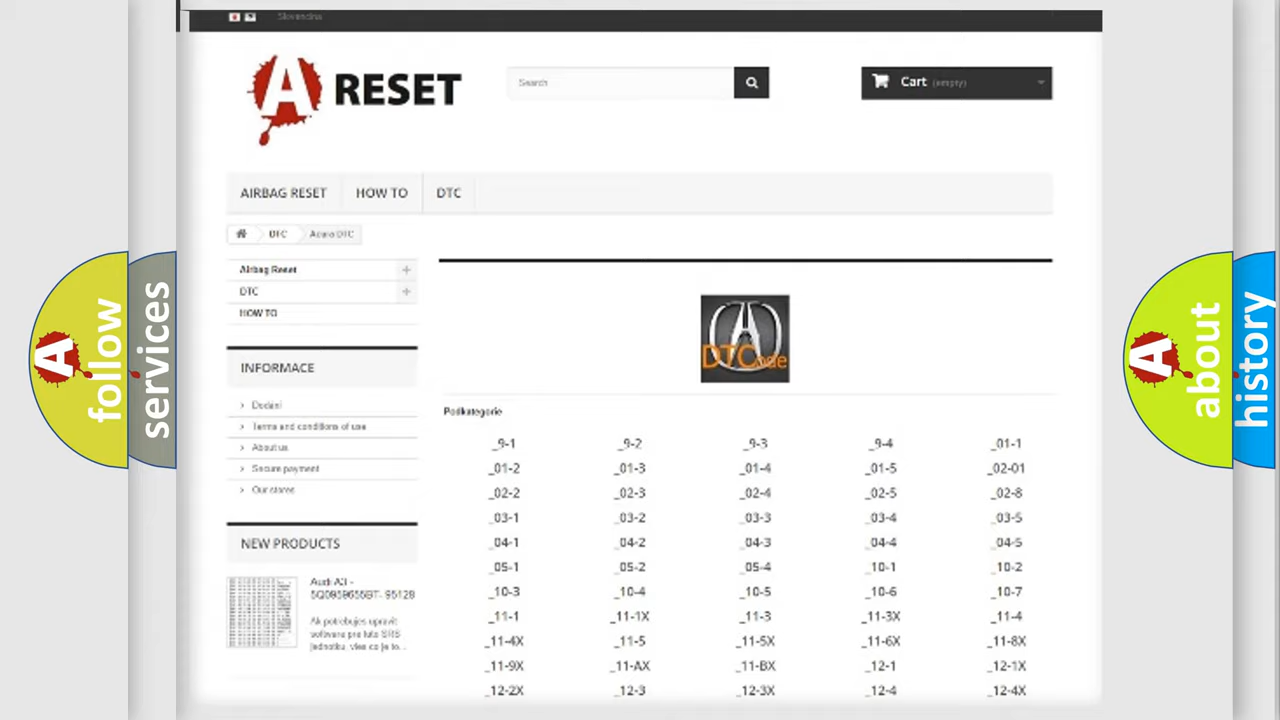 Slovenčina
A RESET
Search
Cart (empty)
AIRBAG RESET HOW TO DTC
DTC Acura DTC
Airbag Reset
DTC
HOW TO
INFORMACE
Dodání
Terms and conditions of use
About us
Secure payment
Our stores
NEW PRODUCTS
Audi A3 -
5Q0959655BT- 95128
Ak potrebujes upravit
software pre tuto SRS
jednotku, vies co je to...
DTCode
Podkategorie
_9-1 _9-2 _9-3 _9-4 _01-1
_01-2 _01-3 _01-4 _01-5 _02-01
_02-2 _02-3 _02-4 _02-5 _02-8
_03-1 _03-2 _03-3 _03-4 _03-5
_04-1 _04-2 _04-3 _04-4 _04-5
_05-1 _05-2 _05-4 _10-1 _10-2
_10-3 _10-4 _10-5 _10-6 _10-7
_11-1 _11-1X _11-3 _11-3X _11-4
_11-4X _11-5 _11-5X _11-6X _11-8X
_11-9X _11-AX _11-BX _12-1 _12-1X
_12-2X _12-3 _12-3X _12-4 _12-4X
A follow
services
A about
history